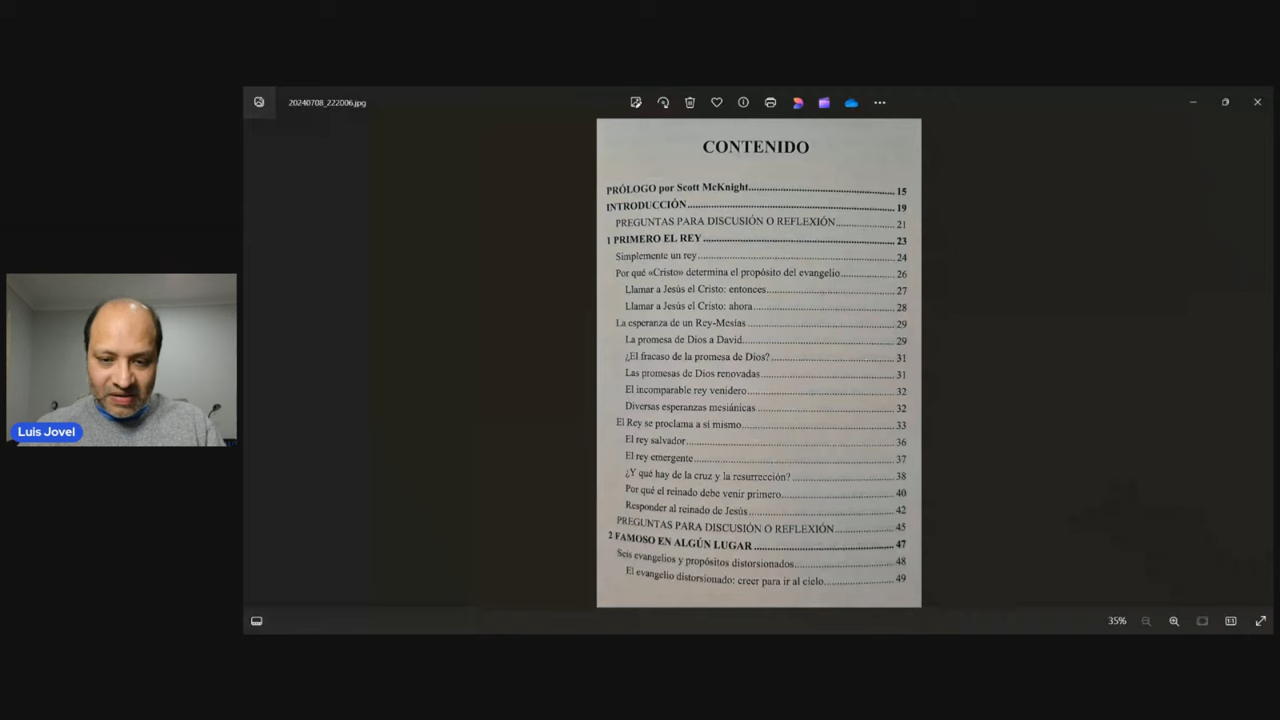 20240708_222006.jpg
CONTENIDO
PRÓLOGO por Scott McKnight 15
INTRODUCCIÓN 19
PREGUNTAS PARA DISCUSIÓN O REFLEXIÓN 21
1 PRIMERO EL REY 23
Simplemente un rey 24
Por qué «Cristo» determina el propósito del evangelio 26
Llamar a Jesús el Cristo: entonces 27
Llamar a Jesús el Cristo: ahora 28
La esperanza de un Rey-Mesías 29
La promesa de Dios a David 29
¿El fracaso de la promesa de Dios? 31
Las promesas de Dios renovadas 31
El incomparable rey venidero 32
Diversas esperanzas mesiánicas 32
El Rey se proclama a sí mismo 33
El rey salvador 36
El rey emergente 37
¿Y qué hay de la cruz y la resurrección? 38
Por qué el reinado debe venir primero 40
Responder al reinado de Jesús 42
PREGUNTAS PARA DISCUSIÓN O REFLEXIÓN 45
2 FAMOSO EN ALGÚN LUGAR 47
Seis evangelios y propósitos distorsionados 48
El evangelio distorsionado: creer para ir al cielo 49
Luis Jovel
35%